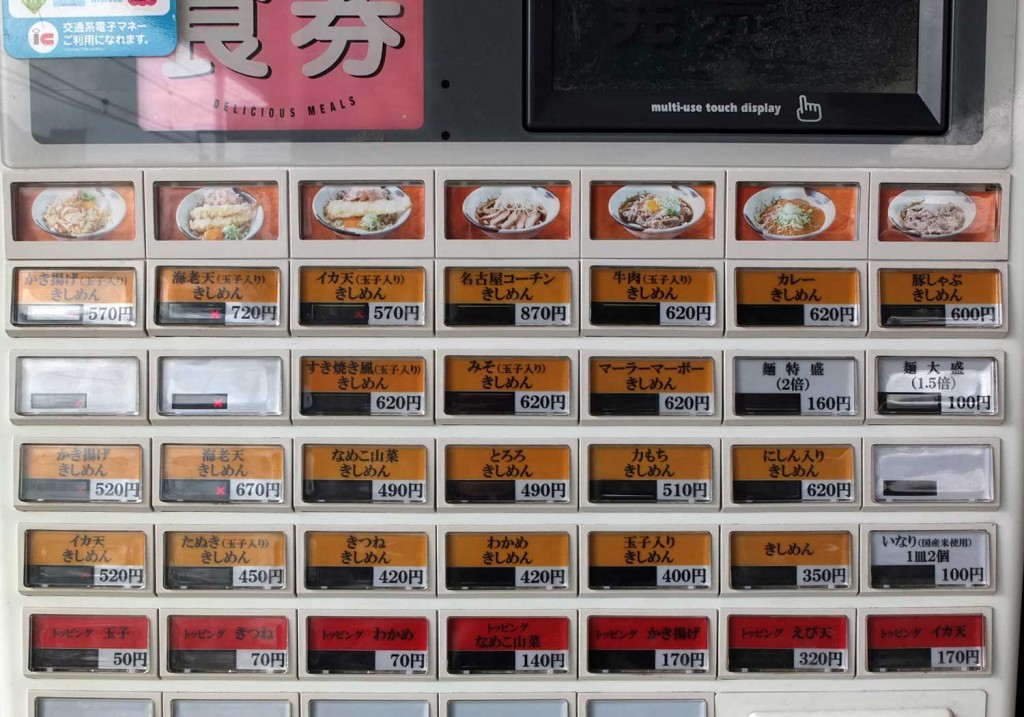 交通系電子マネー
ご利用になれます。
食券
DELICIOUS MEALS
multi-use touch display
かき揚げ(玉子入り)
きしめん
570円
海老天(玉子入り)
きしめん
720円
イカ天(玉子入り)
きしめん
570円
名古屋コーチン
きしめん
870円
牛肉(玉子入り)
きしめん
620円
カレー
きしめん
620円
豚しゃぶ
きしめん
600円
すき焼き風(玉子入り)
きしめん
620円
みそ(玉子入り)
きしめん
620円
マーラーマーボー
きしめん
620円
麺特盛
(2倍)
160円
麺大盛
(1.5倍)
100円
かき揚げ
きしめん
520円
海老天
きしめん
670円
なめこ山菜
きしめん
490円
とろろ
きしめん
490円
力もち
きしめん
510円
にしん入り
きしめん
620円
イカ天
きしめん
520円
たぬき(玉子入り)
きしめん
450円
きつね
きしめん
420円
わかめ
きしめん
420円
玉子入り
きしめん
400円
きしめん
350円
いなり(国産米使用)
1皿2個
100円
トッピング 玉子
50円
トッピング きつね
70円
トッピング わかめ
70円
トッピング
なめこ山菜
140円
トッピング かき揚げ
170円
トッピング えび天
320円
トッピング イカ天
170円